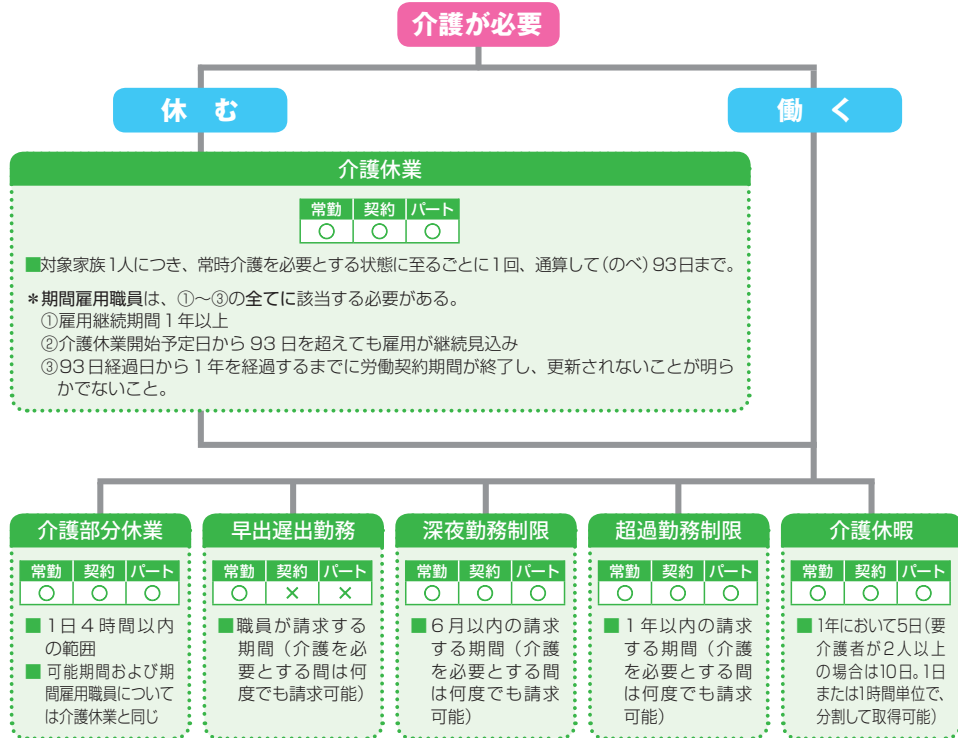 介護が必要
休む
働く
介護休業
常勤 契約 パート
○ ○ ○
■対象家族1人につき、常時介護を必要とする状態に至るごとに1回、通算して(のべ)93日まで。
＊期間雇用職員は、①～③の全てに該当する必要がある。
①雇用継続期間1年以上
②介護休業開始予定日から 93 日を超えても雇用が継続見込み
③93日経過日から1年を経過するまでに労働契約期間が終了し、更新されないことが明ら
かでないこと。
介護部分休業
常勤 契約 パート
○ ○ ○
■1日4時間以内
の範囲
■可能期間および期
間雇用職員について
は介護休業と同じ
早出遅出勤務
常勤 契約 パート
○ × ×
■職員が請求する
期間（介護を必
要とする間は何
度でも請求可能）
深夜勤務制限
常勤 契約 パート
○ ○ ○
■6月以内の請求
する期間（介護
を必要とする間
は何度でも請求
可能）
超過勤務制限
常勤 契約 パート
○ ○ ○
■1年以内の請求
する期間（介護
を必要とする間
は何度でも請求
可能）
介護休暇
常勤 契約 パート
○ ○ ○
■1年において5日(要
介護者が2人以上
の場合は10日。1日
または1時間単位で、
分割して取得可能）